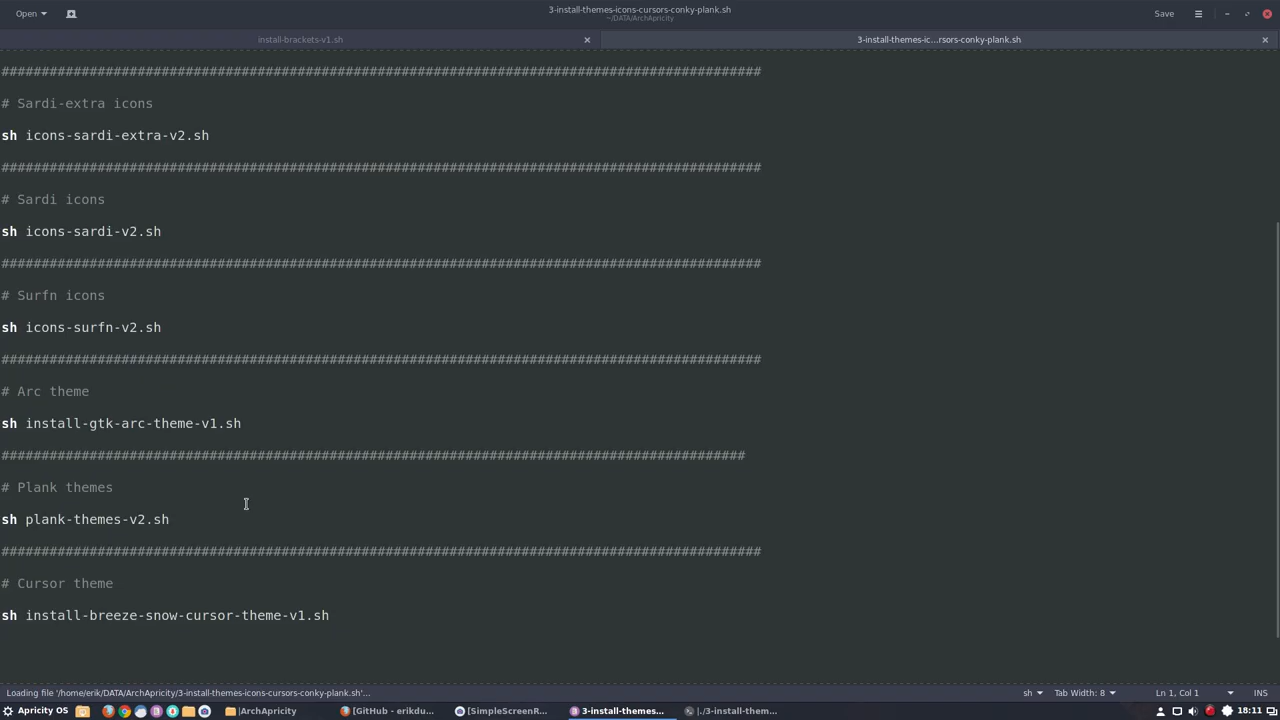 Open
3-install-themes-icons-cursors-conky-plank.sh
~/DATA/ArchApricity
Save
install-brackets-v1.sh
3-install-themes-ic...rsors-conky-plank.sh
###############################################################################################
# Sardi-extra icons
sh icons-sardi-extra-v2.sh
###############################################################################################
# Sardi icons
sh icons-sardi-v2.sh
###############################################################################################
# Surfn icons
sh icons-surfn-v2.sh
###############################################################################################
# Arc theme
sh install-gtk-arc-theme-v1.sh
#############################################################################################
# Plank themes
sh plank-themes-v2.sh
###############################################################################################
# Cursor theme
sh install-breeze-snow-cursor-theme-v1.sh
Loading file '/home/erik/DATA/ArchApricity/3-install-themes-icons-cursors-conky-plank.sh'...
sh
Tab Width: 8
Ln 1, Col 1
INS
Apricity OS
|ArchApricity
[GitHub - erikdu...
[SimpleScreenR...
3-install-themes...
|./3-install-them...
18:11